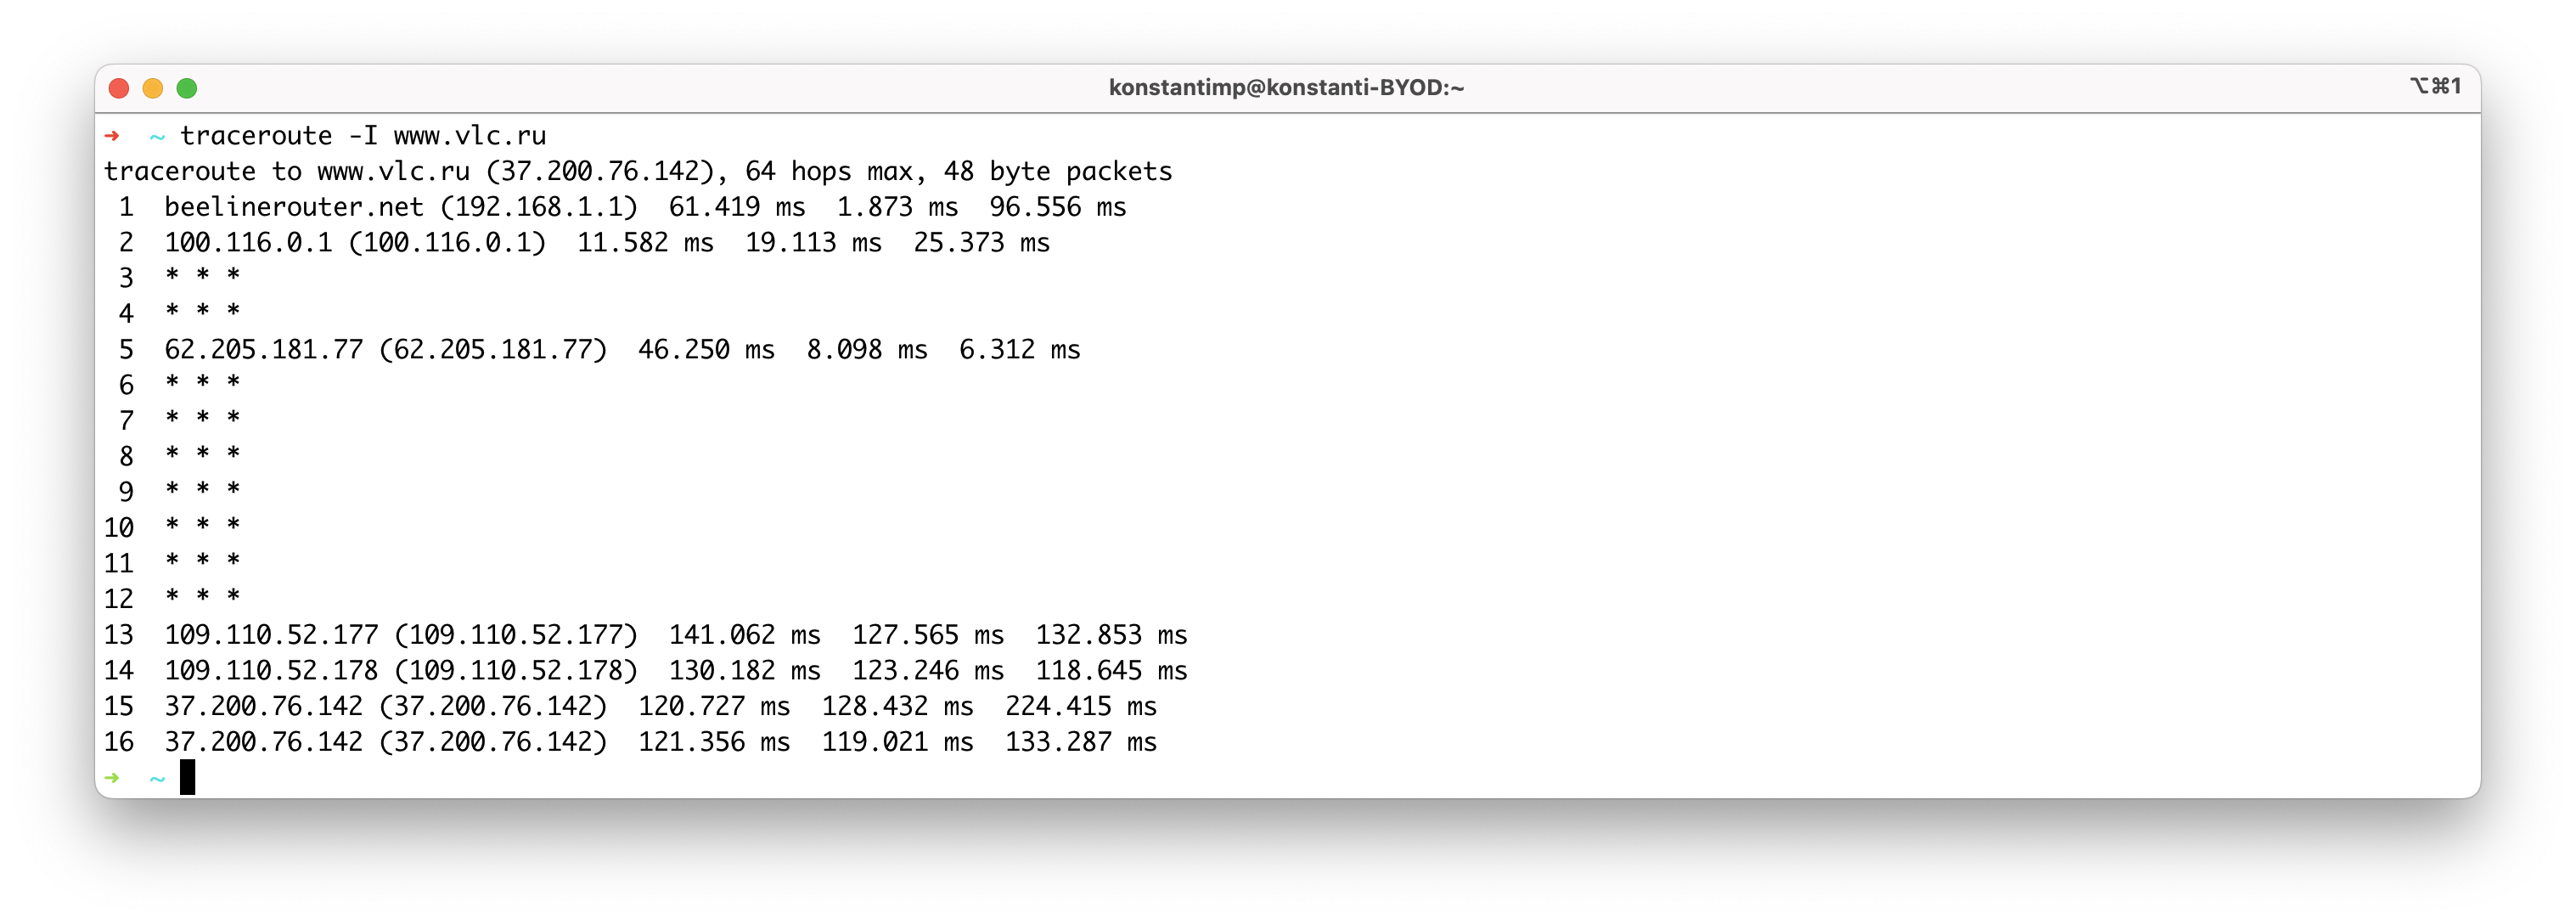 konstantimp@konstanti-BYOD:~ ⌥⌘1
➜ ~ traceroute -I www.vlc.ru
traceroute to www.vlc.ru (37.200.76.142), 64 hops max, 48 byte packets
1 beelinerouter.net (192.168.1.1) 61.419 ms 1.873 ms 96.556 ms
2 100.116.0.1 (100.116.0.1) 11.582 ms 19.113 ms 25.373 ms
3 * * *
4 * * *
5 62.205.181.77 (62.205.181.77) 46.250 ms 8.098 ms 6.312 ms
6 * * *
7 * * *
8 * * *
9 * * *
10 * * *
11 * * *
12 * * *
13 109.110.52.177 (109.110.52.177) 141.062 ms 127.565 ms 132.853 ms
14 109.110.52.178 (109.110.52.178) 130.182 ms 123.246 ms 118.645 ms
15 37.200.76.142 (37.200.76.142) 120.727 ms 128.432 ms 224.415 ms
16 37.200.76.142 (37.200.76.142) 121.356 ms 119.021 ms 133.287 ms
➜ ~